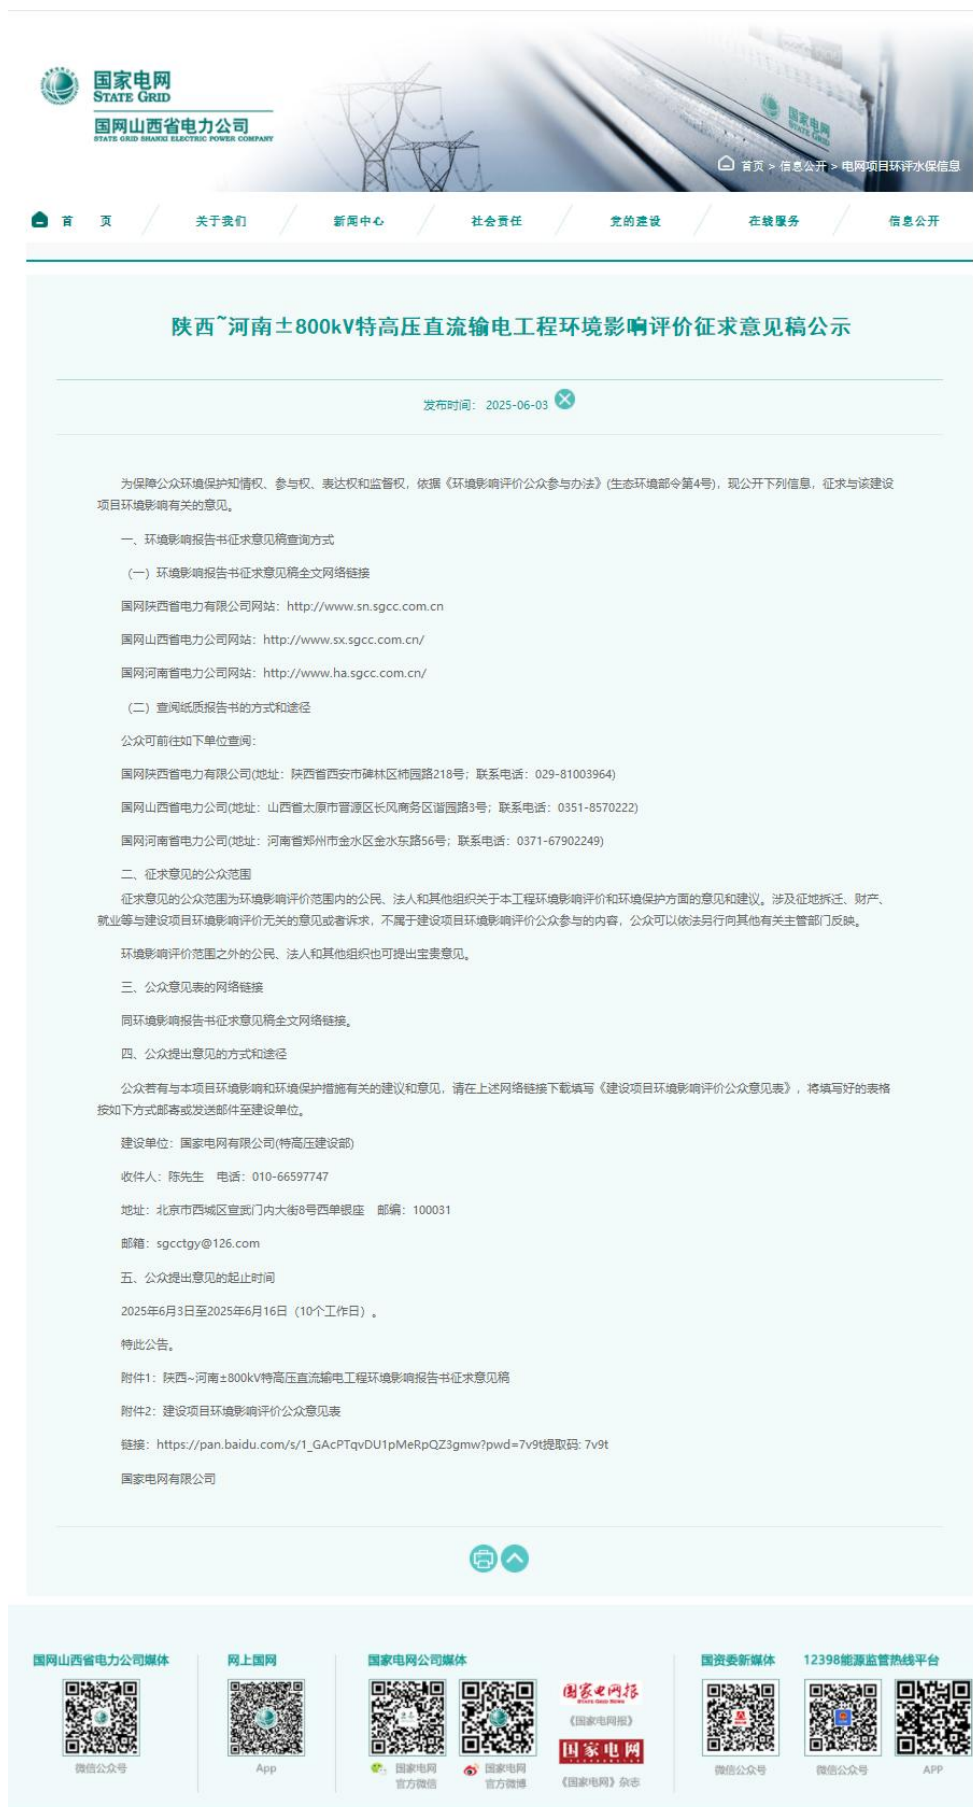 国家电网
STATE GRID
国网山西省电力公司
STATE GRID SHANXI ELECTRIC POWER COMPANY
国家电网
STATE GRID
首页 > 信息公开 > 电网项目环评水保信息
首 页 关于我们 新闻中心 社会责任 党的建设 在线服务 信息公开
陕西~河南±800kV特高压直流输电工程环境影响评价征求意见稿公示
发布时间： 2025-06-03
为保障公众环境保护知情权、参与权、表达权和监督权，依据《环境影响评价公众参与办法》(生态环境部令第4号)，现公开下列信息，征求与该建设
项目环境影响有关的意见。
一、环境影响报告书征求意见稿查询方式
（一）环境影响报告书征求意见稿全文网络链接
国网陕西省电力有限公司网站：http://www.sn.sgcc.com.cn
国网山西省电力公司网站：http://www.sx.sgcc.com.cn/
国网河南省电力公司网站：http://www.ha.sgcc.com.cn/
（二）查阅纸质报告书的方式和途径
公众可前往如下单位查阅：
国网陕西省电力有限公司(地址：陕西省西安市碑林区柿园路218号；联系电话：029-81003964)
国网山西省电力公司(地址：山西省太原市晋源区长风商务区谐园路3号；联系电话：0351-8570222)
国网河南省电力公司(地址：河南省郑州市金水区金水东路56号；联系电话：0371-67902249)
二、征求意见的公众范围
征求意见的公众范围为环境影响评价范围内的公民、法人和其他组织关于本工程环境影响评价和环境保护方面的意见和建议。涉及征地拆迁、财产、
就业等与建设项目环境影响评价无关的意见或者诉求，不属于建设项目环境影响评价公众参与的内容，公众可以依法另行向其他有关主管部门反映。
环境影响评价范围之外的公民、法人和其他组织也可提出宝贵意见。
三、公众意见表的网络链接
同环境影响报告书征求意见稿全文网络链接。
四、公众提出意见的方式和途径
公众若有与本项目环境影响和环境保护措施有关的建议和意见，请在上述网络链接下载填写《建设项目环境影响评价公众意见表》，将填写好的表格
按如下方式邮寄或发送邮件至建设单位。
建设单位：国家电网有限公司(特高压建设部)
收件人：陈先生 电话：010-66597747
地址：北京市西城区宣武门内大街8号西单银座 邮编：100031
邮箱：sgcctgy@126.com
五、公众提出意见的起止时间
2025年6月3日至2025年6月16日（10个工作日）。
特此公告。
附件1：陕西~河南±800kV特高压直流输电工程环境影响报告书征求意见稿
附件2：建设项目环境影响评价公众意见表
链接：https://pan.baidu.com/s/1_GAcPTqvDU1pMeRpQZ3gmw?pwd=7v9t提取码: 7v9t
国家电网有限公司
国网山西省电力公司媒体 网上国网 国家电网公司媒体 国资委新媒体 12398能源监管热线平台
国家电网报
STATE GRID NEWS
《国家电网报》
国家电网
微信公众号 App 国家电网 官方微信 国家电网 官方微博 《国家电网》杂志 微信公众号 微信公众号 APP